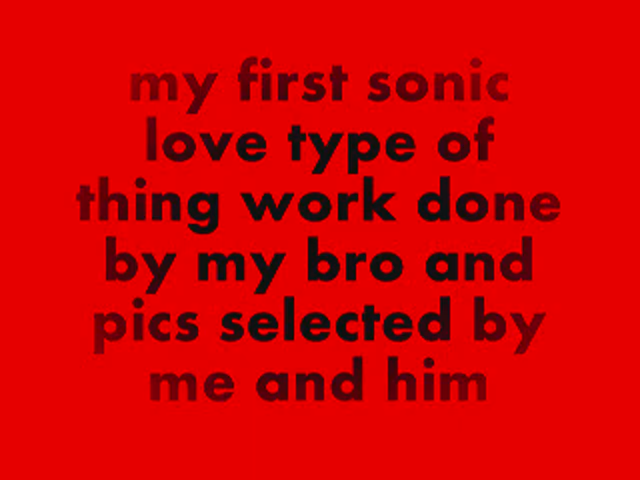 my first sonic
love type of
thing work done
by my bro and
pics selected by
me and him